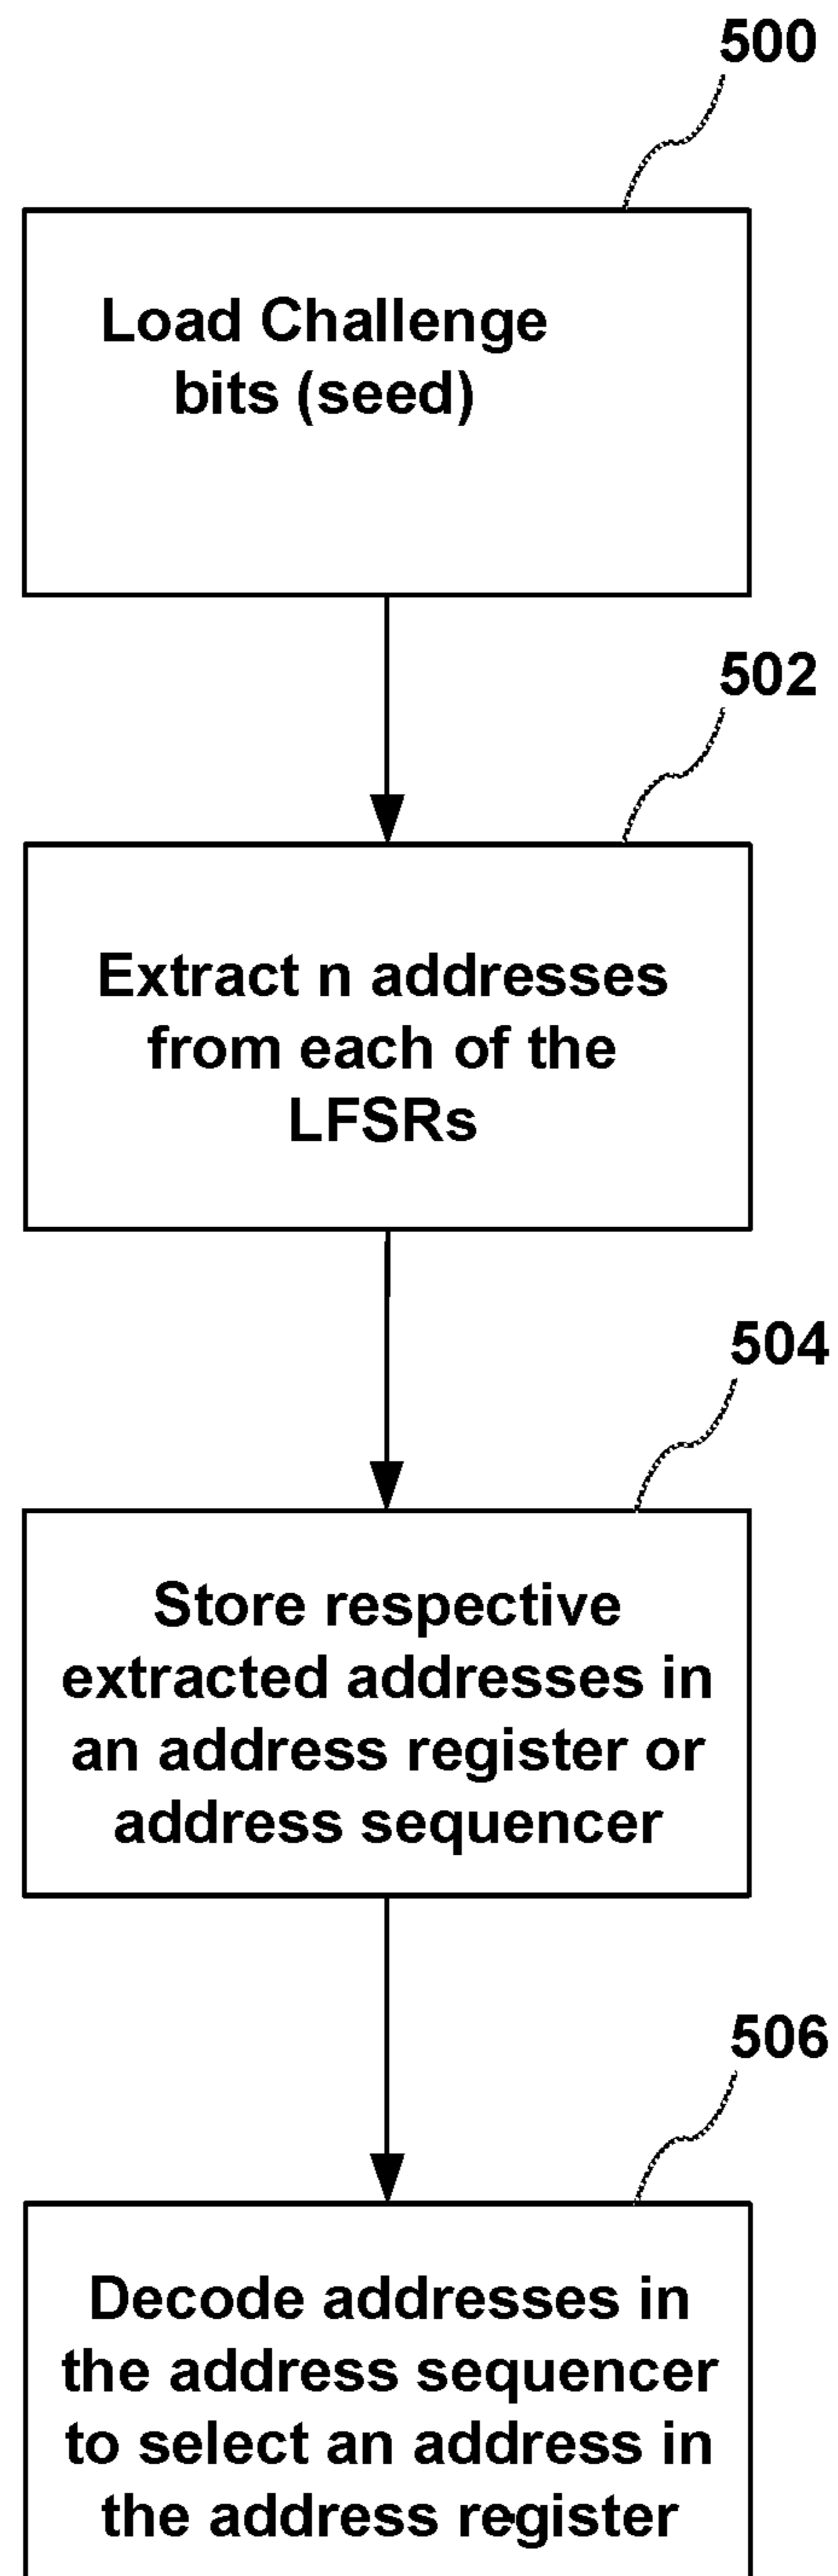 500
Load Challenge
bits (seed)
502
Extract n addresses
from each of the
LFSRs
504
Store respective
extracted addresses in
an address register or
address sequencer
506
Decode addresses in
the address sequencer
to select an address in
the address register